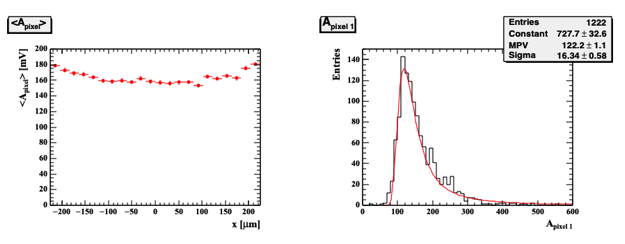 <A_pixel>
<A_pixel> [mV]
200
180
160
140
120
100
80
60
40
20
0
-200 -150 -100 -50 0 50 100 150 200
x [μm]
A_pixel 1
Entries 1222
Constant 727.7 ± 32.6
MPV 122.2 ± 1.1
Sigma 16.34 ± 0.58
Entries
140
120
100
80
60
40
20
0
0 100 200 300 400 500 600
A_pixel 1